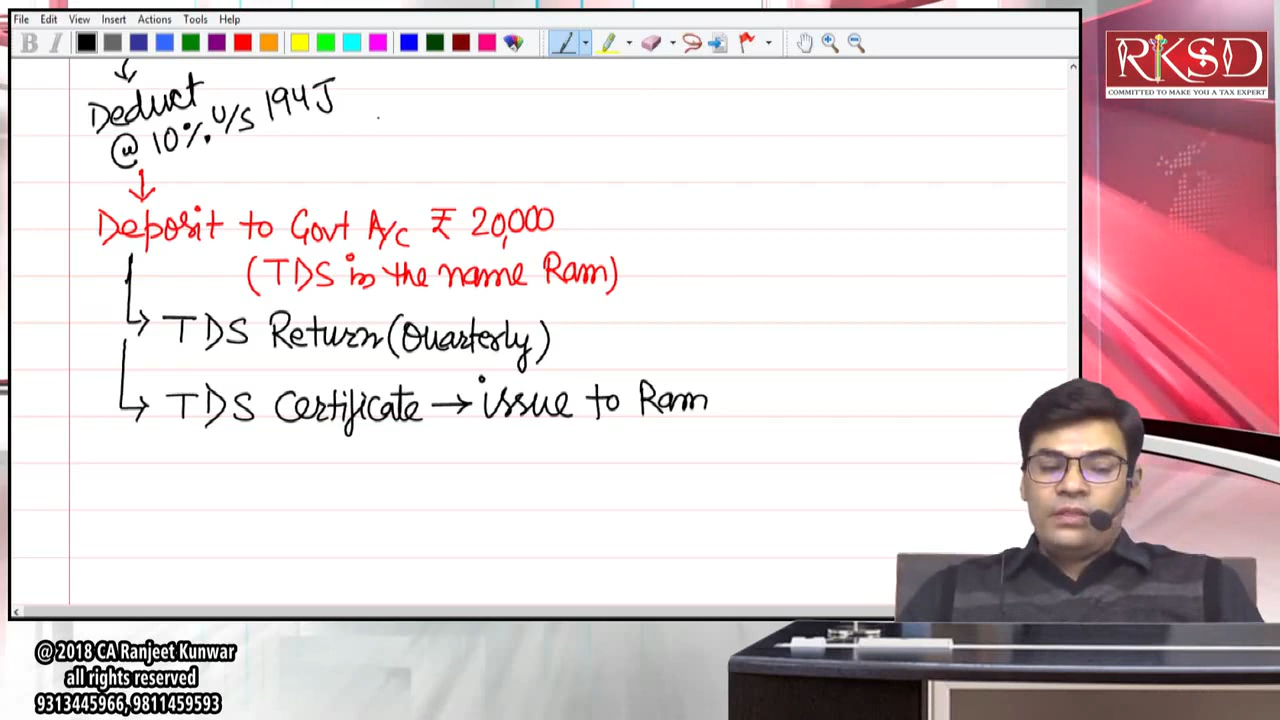 File Edit View Insert Actions Tools Help
B I
RKSD
COMMITTED TO MAKE YOU A TAX EXPERT
Deduct
@ 10% u/s 194J
Deposit to Govt A/c ₹ 20,000
(TDS in the name Ram)
TDS Return (Quarterly)
TDS Certificate → issue to Ram
@ 2018 CA Ranjeet Kunwar
all rights reserved
9313445966, 9811459593